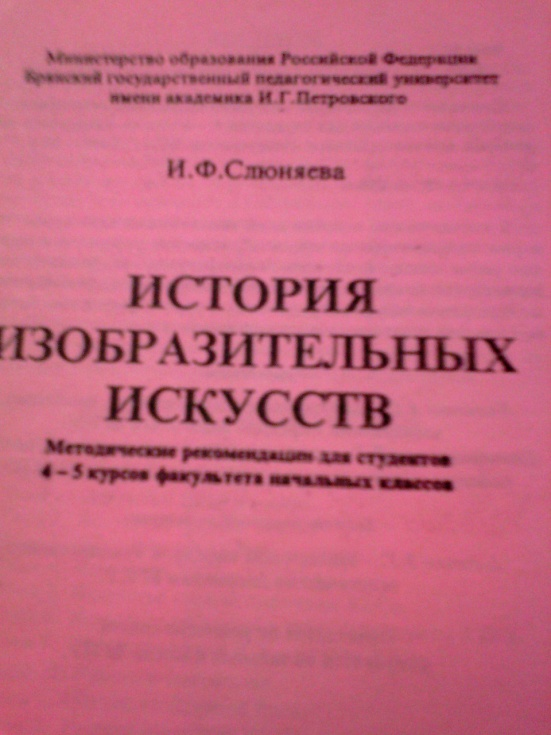 Министерство образования Российской Федерации
Брянский государственный педагогический университет
имени академика И.Г.Петровского
И.Ф.Слюняева
ИСТОРИЯ
ИЗОБРАЗИТЕЛЬНЫХ
ИСКУССТВ
Методические рекомендации для студентов
4 – 5 курсов факультета начальных классов